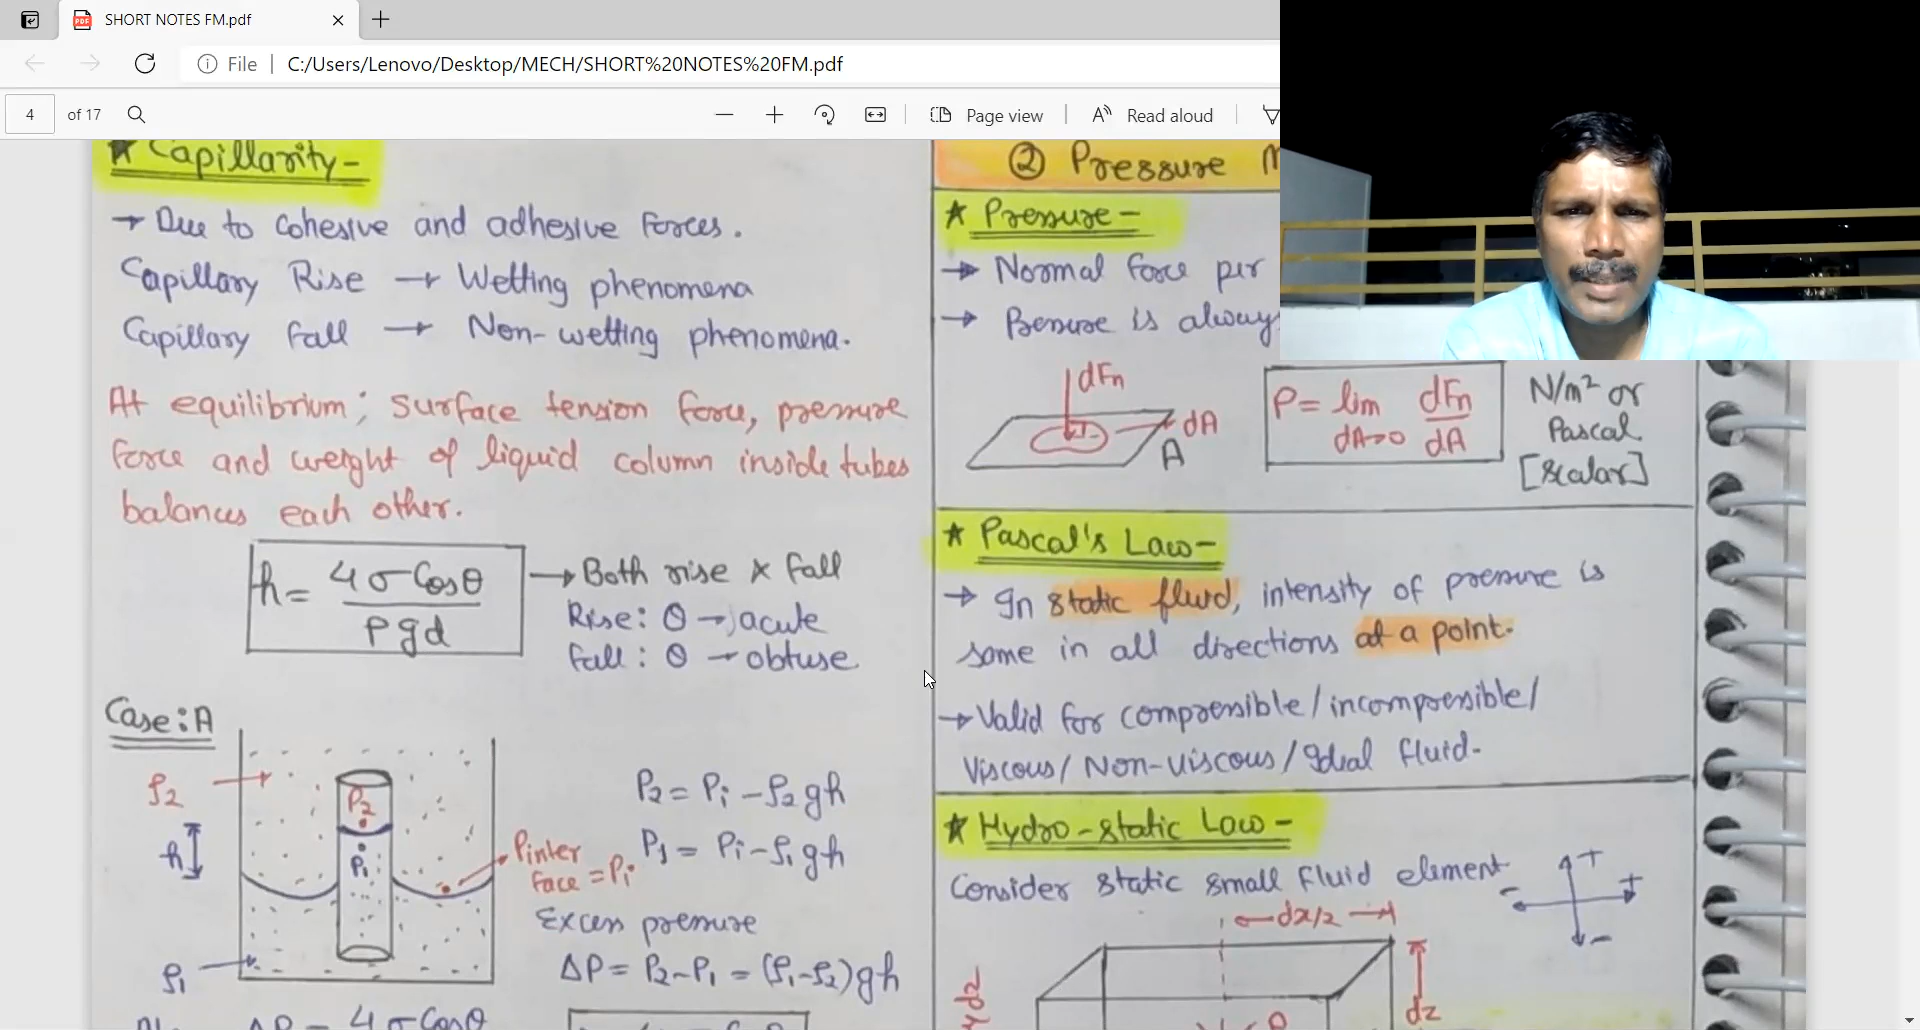 SHORT NOTES FM.pdf
File | C:/Users/Lenovo/Desktop/MECH/SHORT%20NOTES%20FM.pdf
4 of 17
Page view
Read aloud
★ Capillarity -
→ Due to Cohesive and adhesive forces.
Capillary Rise → Wetting phenomena
Capillary fall → Non-wetting phenomena.
At equilibrium; surface tension force, pressure
force and weight of liquid column inside tubes
balances each other.
h = 4σCosθ / ρgd
→ Both rise & fall
Rise: θ → acute
fall: θ → obtuse
Case: A
ρ2
P2
h
P1
Pinter
face = Pi
ρ1
P2 = Pi - ρ2gh
P1 = Pi - ρ1gh
Excess pressure
ΔP = P2-P1 = (ρ1-ρ2)gh
ΔP = 4σCosθ
② Pressure
★ Pressure -
→ Normal force per
→ Pressure is always
dFn
dA
A
P = lim dA→0 dFn/dA
N/m² or
Pascal
[scalar]
★ Pascal's Law -
→ In static fluid, intensity of pressure is
same in all directions at a point.
→ Valid for compressible/incompressible/
Viscous/Non-viscous/Ideal fluid.
★ Hydro-static Law -
Consider static small fluid element
+
+
-
-
dx/2
dz